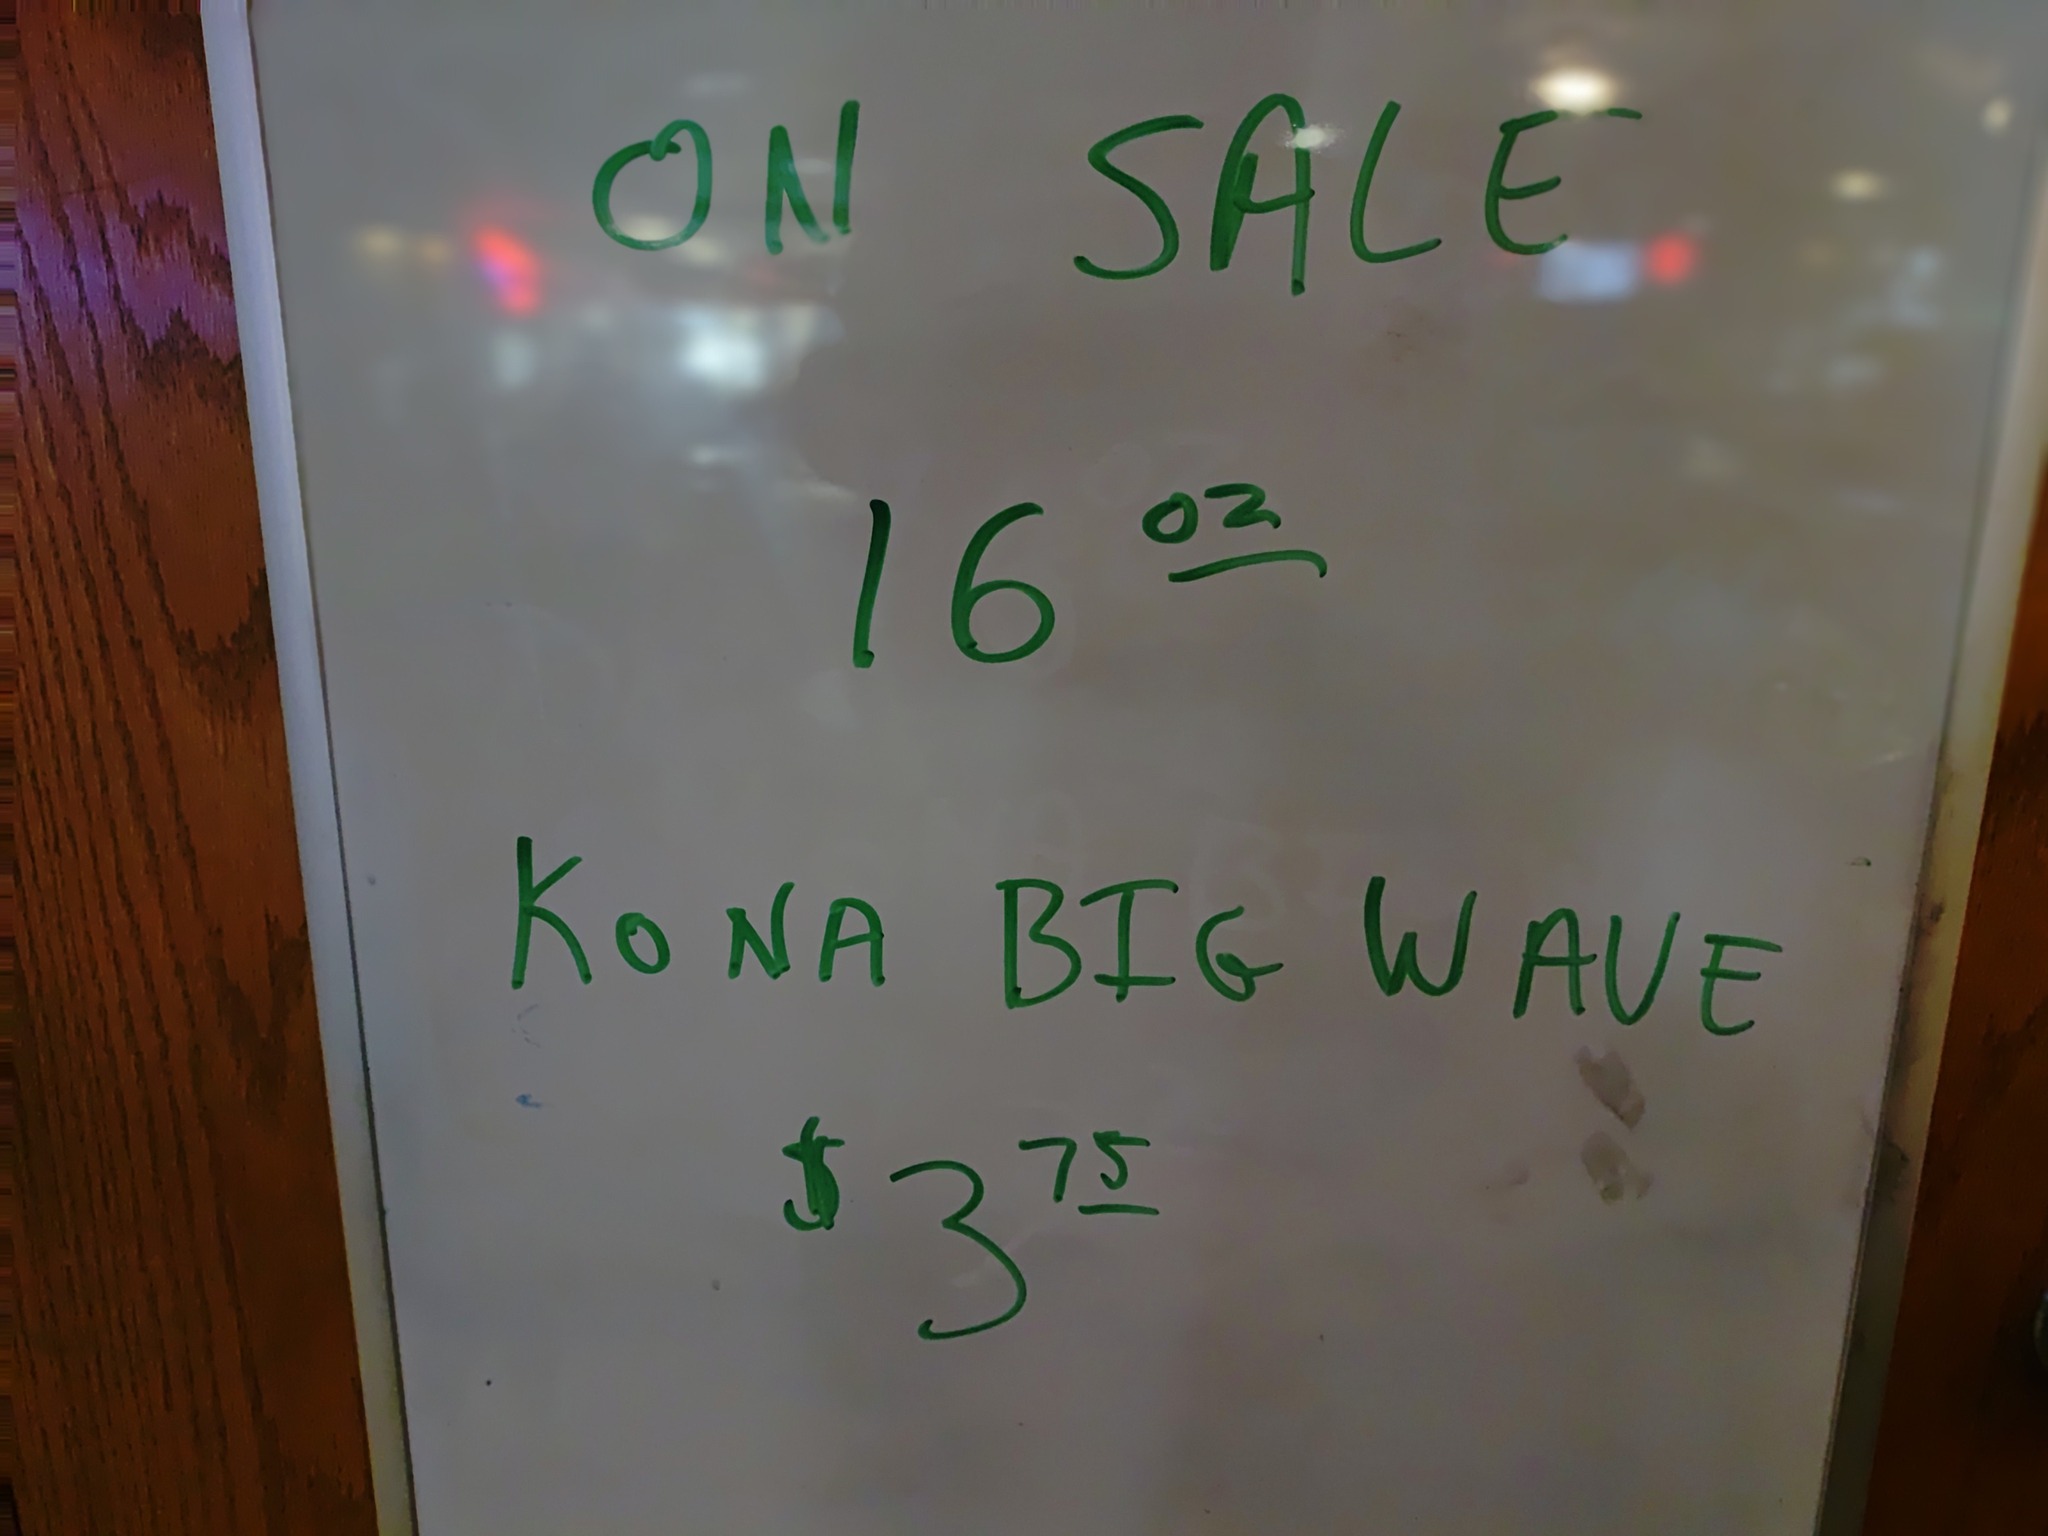 ON SALE
16 oz
KONA BIG WAVE
$3 75